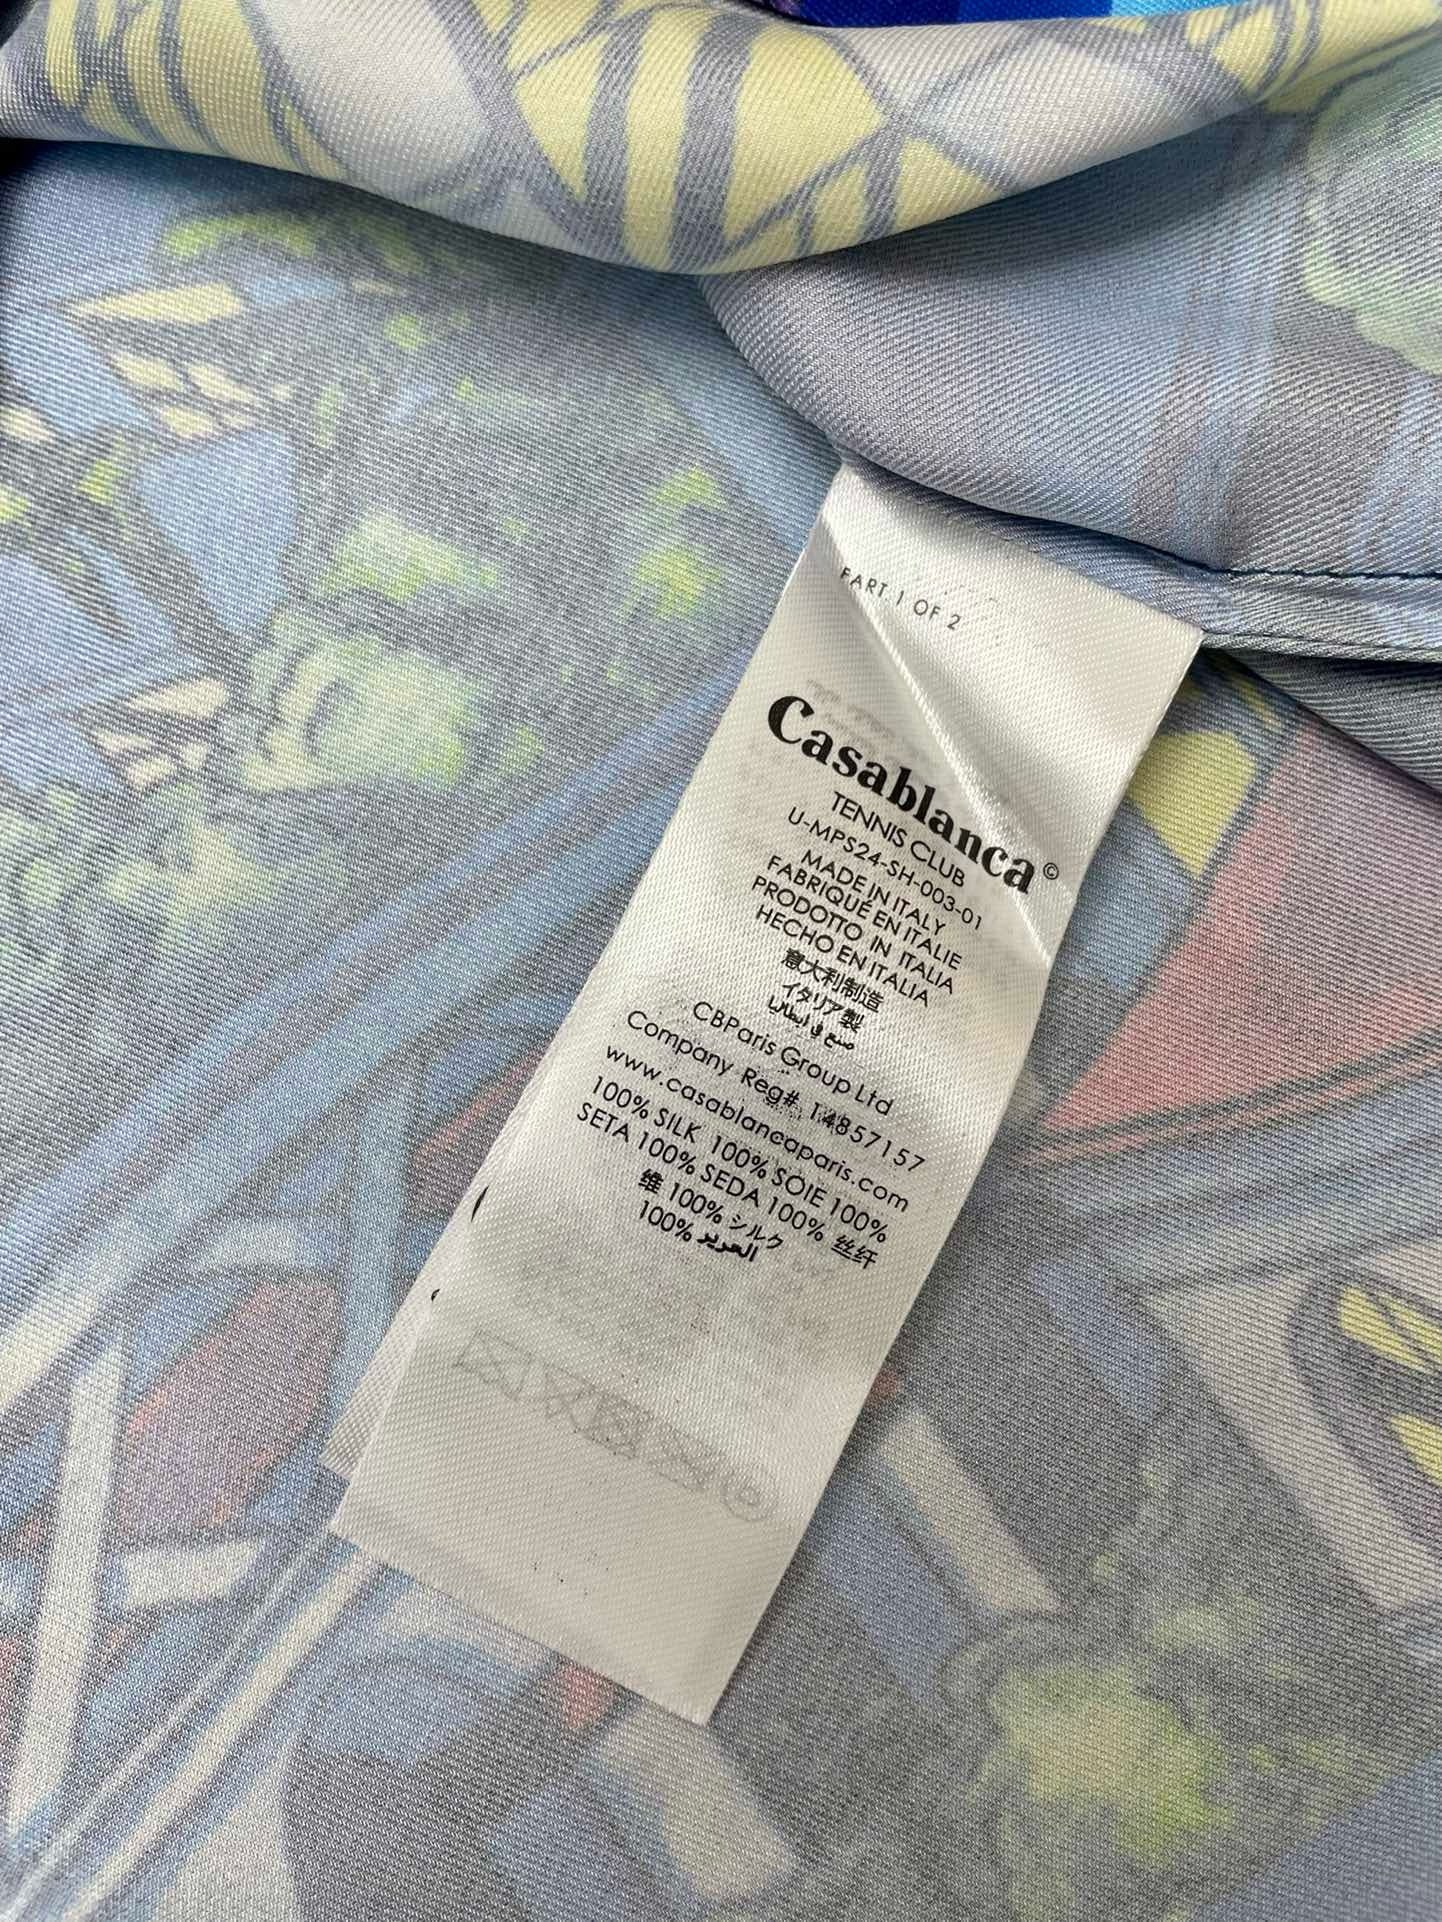 PART 1 OF 2
Casablanca©
TENNIS CLUB
U-MPS24-SH-003-01
MADE IN ITALY
FABRIQUÉ EN ITALIE
PRODOTTO IN ITALIA
HECHO EN ITALIA
意大利制造
イタリア製
صنع في إيطاليا
CBParis Group Ltd
Company Reg# 14857157
www.casablancaparis.com
100% SILK 100% SOIE 100%
SETA 100% SEDA 100% 丝纤
维 100% シルク
100% الحرير